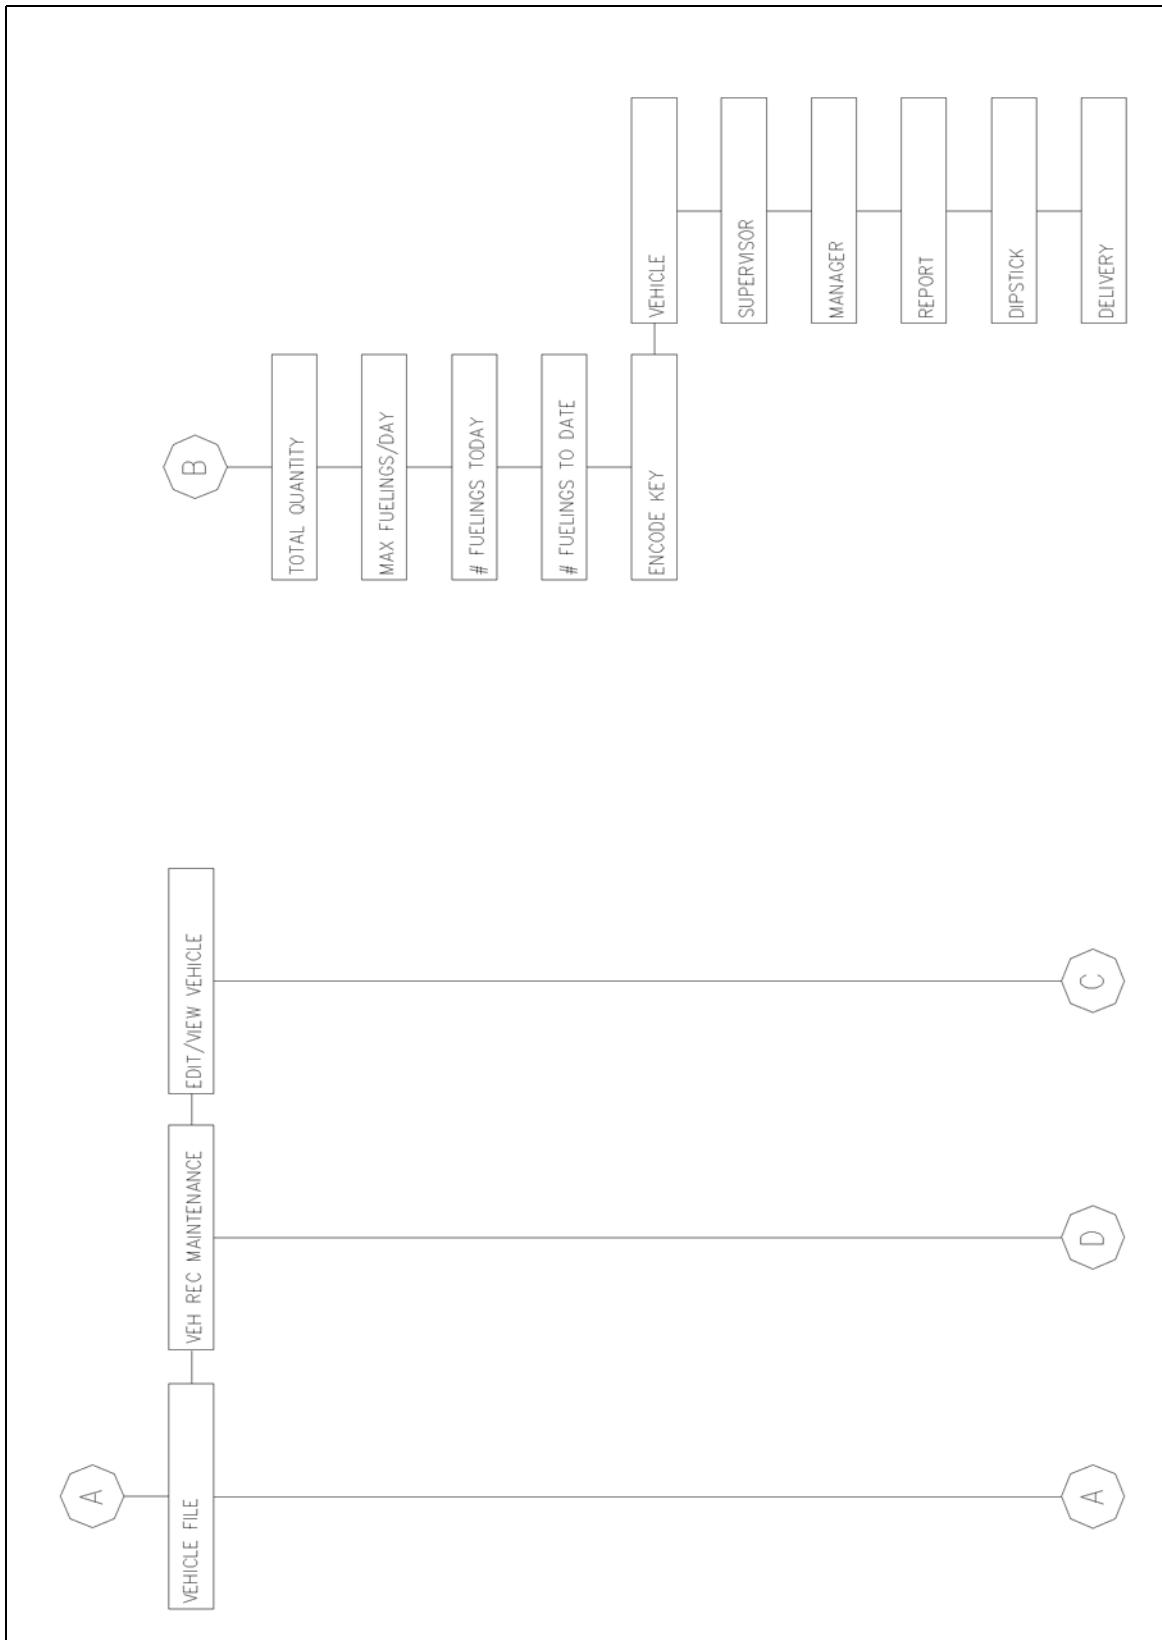 A
VEHICLE FILE
A
VEH REC MAINTENANCE
D
EDIT/VIEW VEHICLE
C
B
TOTAL QUANTITY
MAX FUELINGS/DAY
# FUELINGS TODAY
# FUELINGS TO DATE
ENCODE KEY
VEHICLE
SUPERVISOR
MANAGER
REPORT
DIPSTICK
DELIVERY